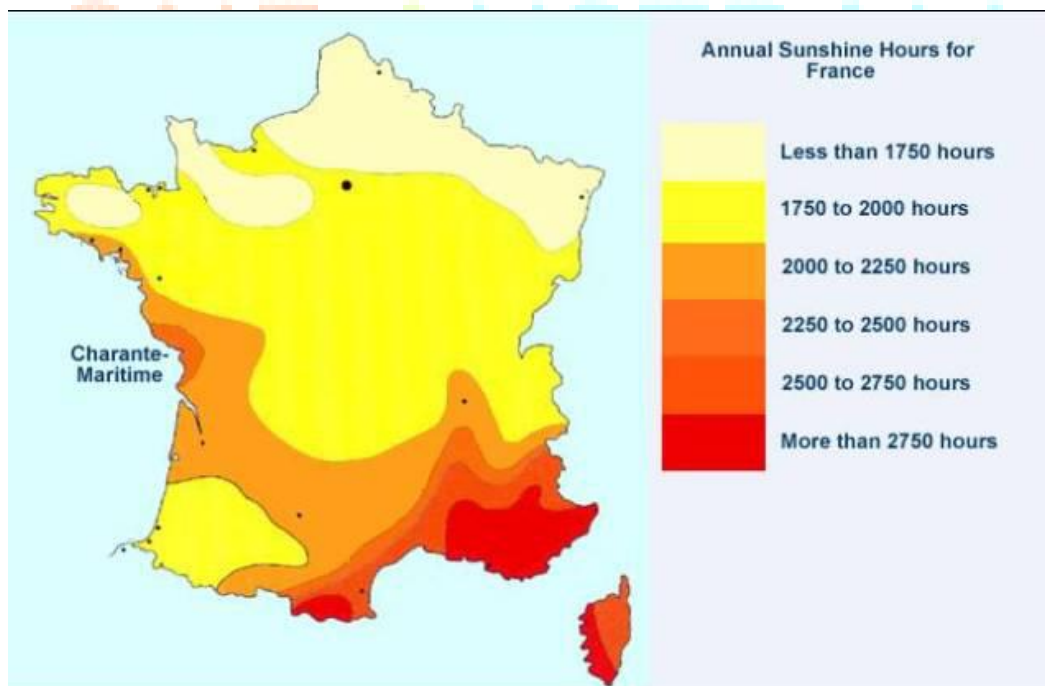 Annual Sunshine Hours for
France
Less than 1750 hours
1750 to 2000 hours
2000 to 2250 hours
2250 to 2500 hours
2500 to 2750 hours
More than 2750 hours
Charante-
Maritime